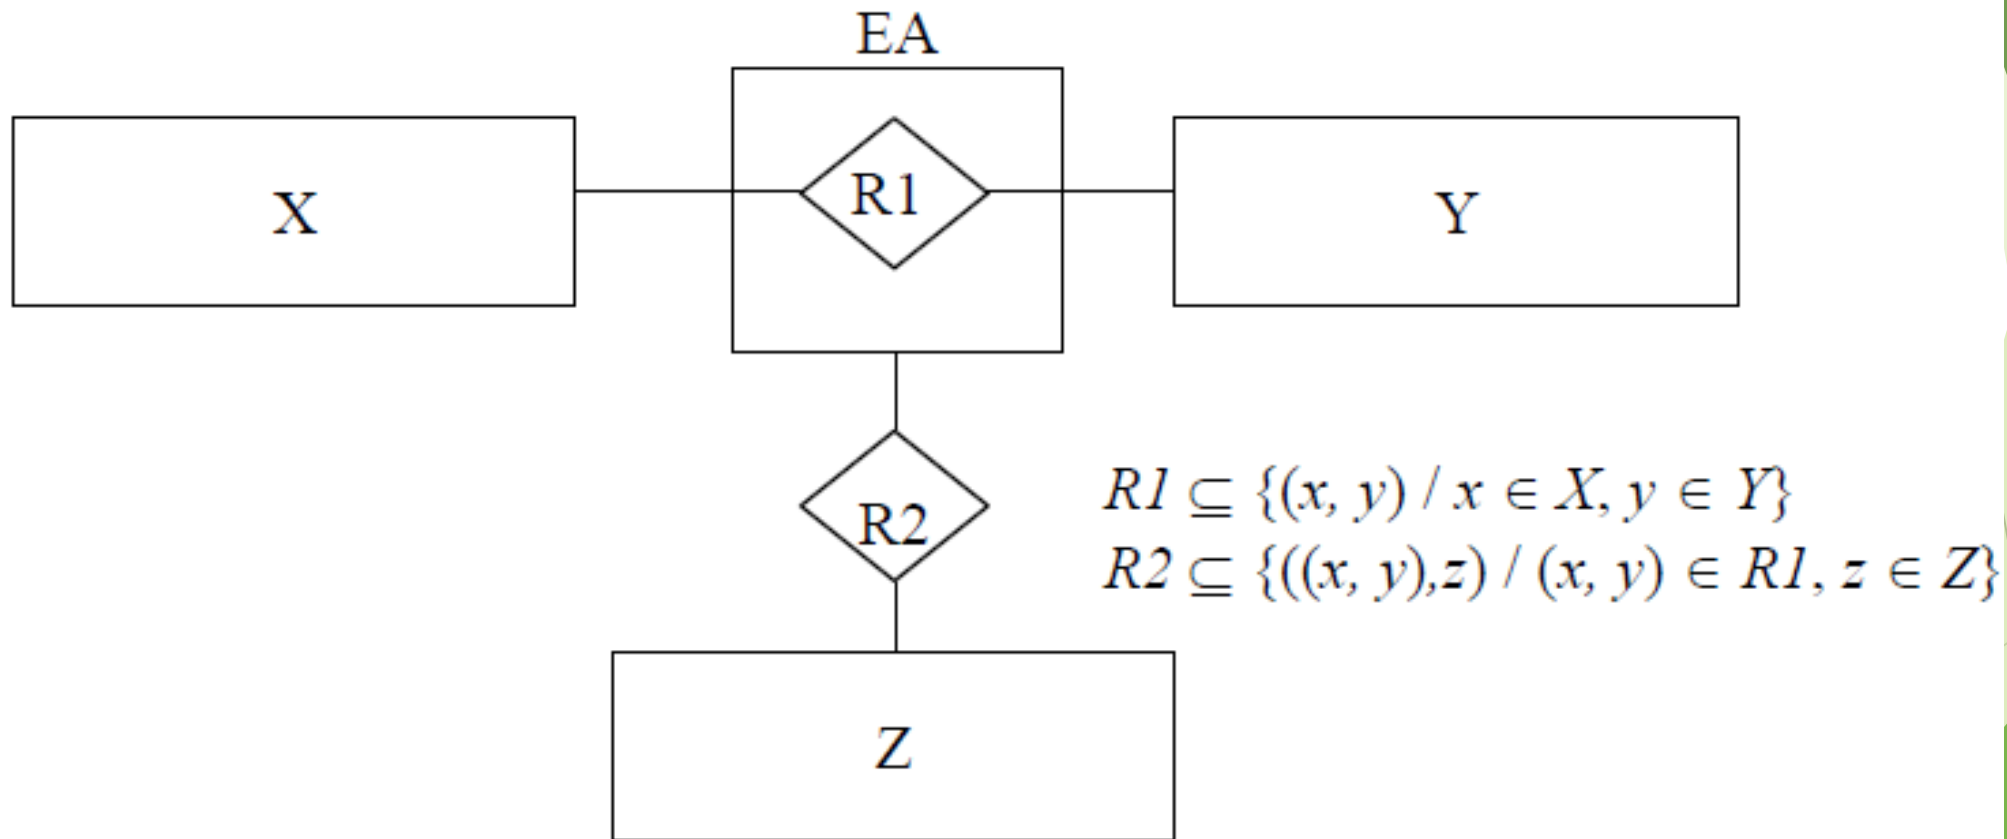 EA
X
R1
Y
R2
R1 ⊆ {(x, y) / x ∈ X, y ∈ Y}
R2 ⊆ {((x, y),z) / (x, y) ∈ R1, z ∈ Z}
Z